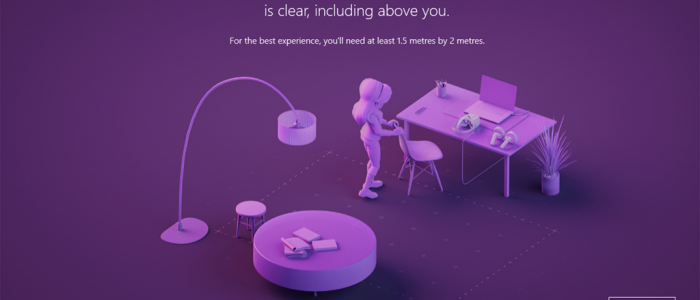 is clear, including above you.
For the best experience, you'll need at least 1.5 metres by 2 metres.